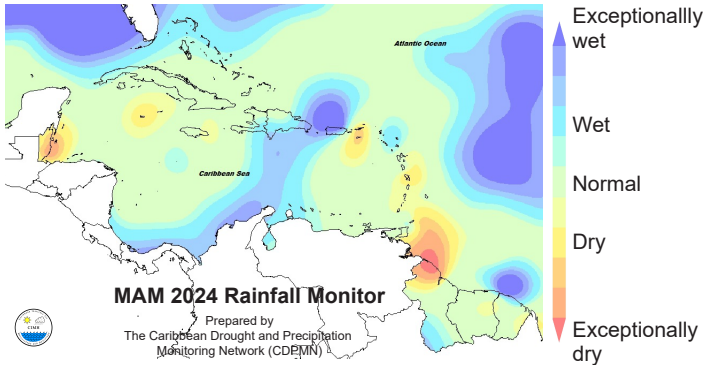 Exceptionallly
wet
Atlantic Ocean
Wet
Caribbean Sea
Normal
Dry
MAM 2024 Rainfall Monitor
Prepared by
The Caribbean Drought and Precipitation
Monitoring Network (CDPMN)
CIMH
Exceptionally
dry